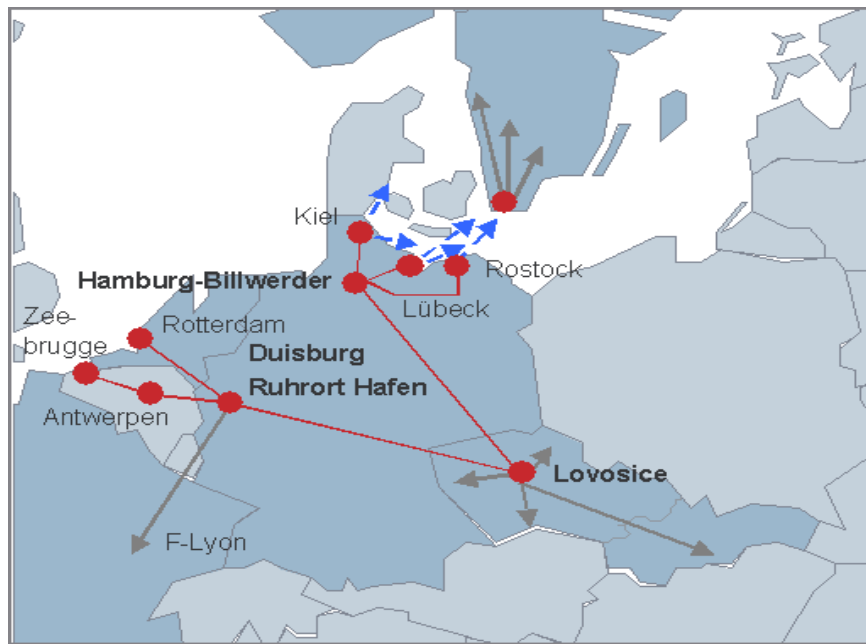 Kiel
Hamburg-Billwerder
Rostock
Lübeck
Zee-
brugge
Rotterdam
Duisburg
Ruhrort Hafen
Antwerpen
Lovosice
F-Lyon